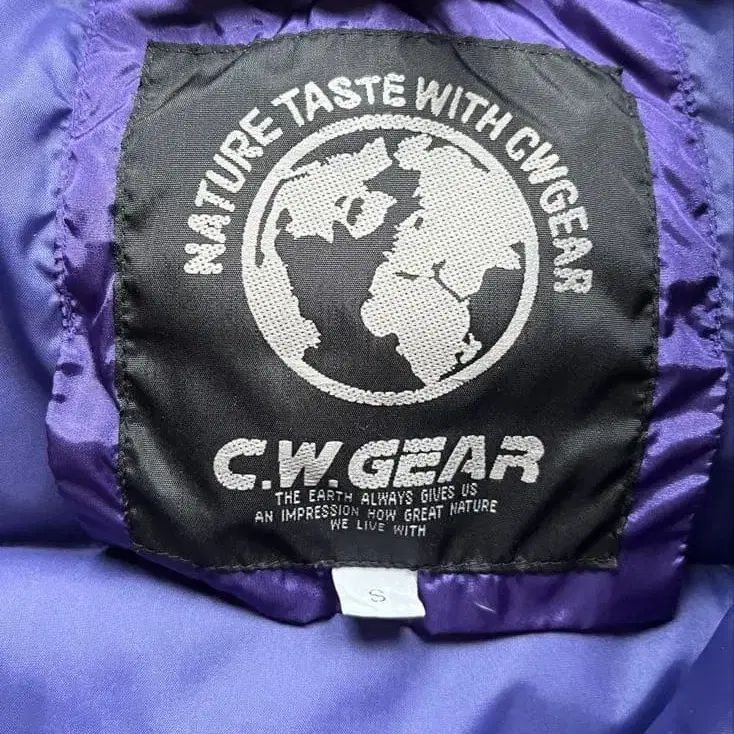 NATURE TASTE WITH CWGEAR
C.W.GEAR
THE EARTH ALWAYS GIVES US
AN IMPRESSION HOW GREAT NATURE
WE LIVE WITH
S